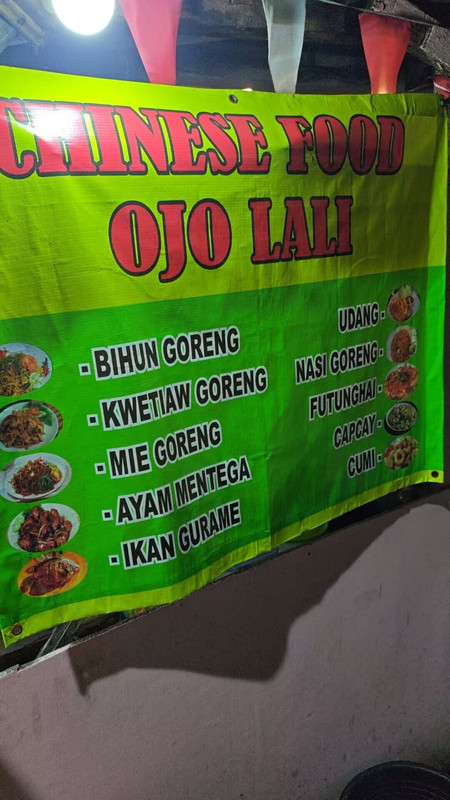 CHINESE FOOD
OJO LALI
- BIHUN GORENG
- KWETIAW GORENG
- MIE GORENG
- AYAM MENTEGA
- IKAN GURAME
UDANG -
NASI GORENG -
FUTUNGHAI -
CAPCAY -
CUMI -